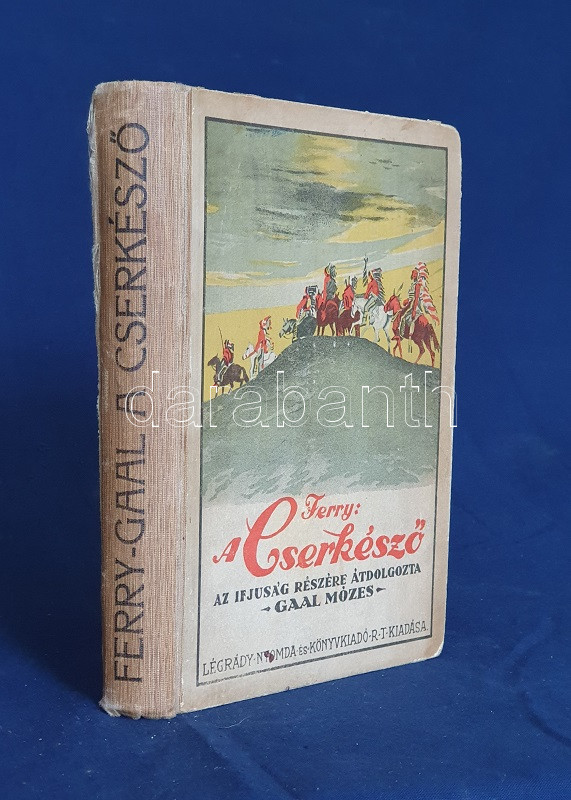 FERRY-GAAL A CSERKÉSZŐ
Ferry:
A Cserkésző
AZ IFJUSÁG RÉSZÉRE ÁTDOLGOZTA
-GAAL MÓZES-
LÉGRÁDY·NYOMDA·és·KÖNYVKIADÓ·R·T·KIADÁSA.
darabanth